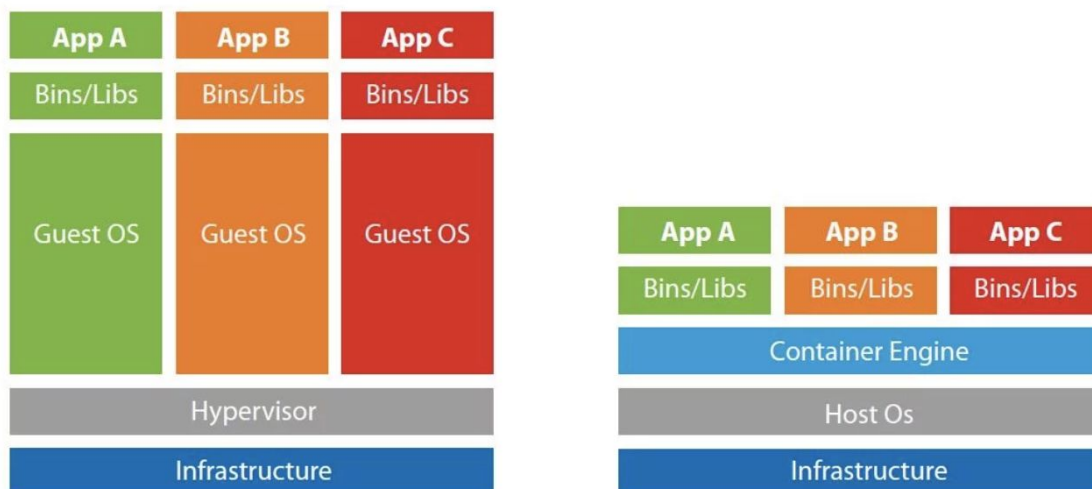 App A
App B
App C
Bins/Libs
Bins/Libs
Bins/Libs
Guest OS
Guest OS
Guest OS
Hypervisor
Infrastructure
App A
App B
App C
Bins/Libs
Bins/Libs
Bins/Libs
Container Engine
Host Os
Infrastructure